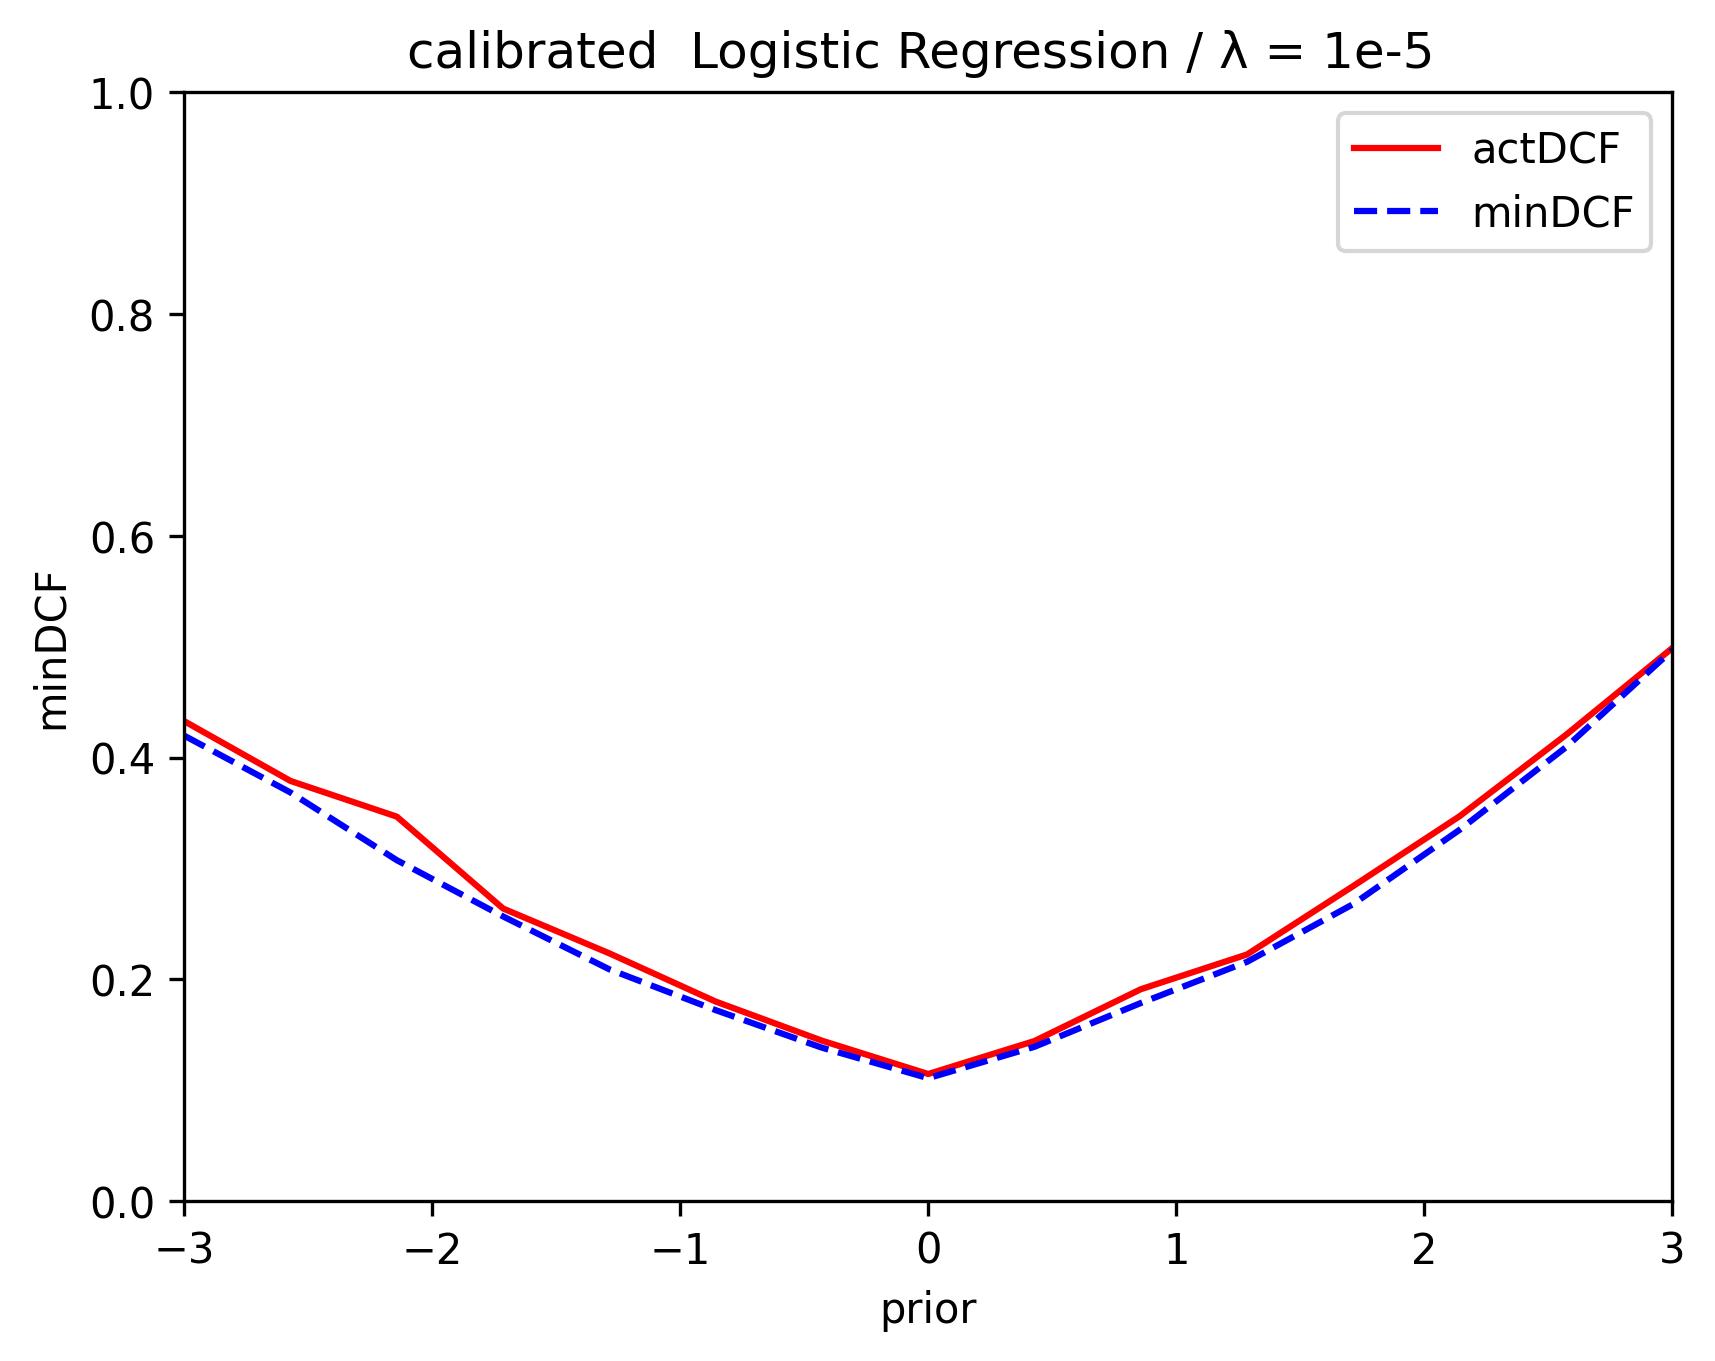 calibrated  Logistic Regression / λ = 1e-5
actDCF
minDCF
minDCF
1.0
0.8
0.6
0.4
0.2
0.0
−3
−2
−1
0
1
2
3
prior